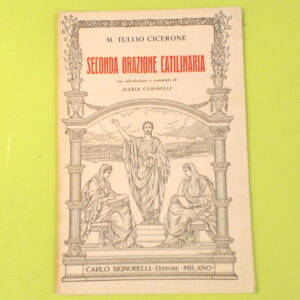 M. TULLIO CICERONE
SECONDA ORAZIONE CATILINARIA
con introduzione e commento di
MARIA CAMMELLI
CARLO SIGNORELLI - EDITORE - MILANO